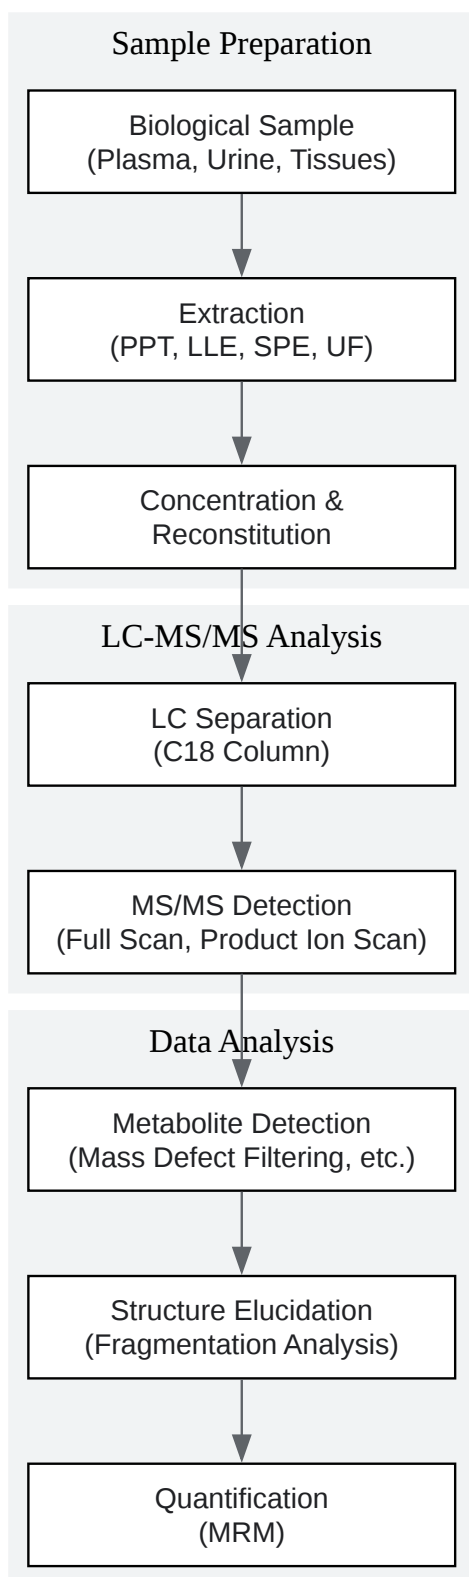 Sample Preparation
Biological Sample
(Plasma, Urine, Tissues)
Extraction
(PPT, LLE, SPE, UF)
Concentration &
Reconstitution
LC-MS/MS Analysis
LC Separation
(C18 Column)
MS/MS Detection
(Full Scan, Product Ion Scan)
Data Analysis
Metabolite Detection
(Mass Defect Filtering, etc.)
Structure Elucidation
(Fragmentation Analysis)
Quantification
(MRM)